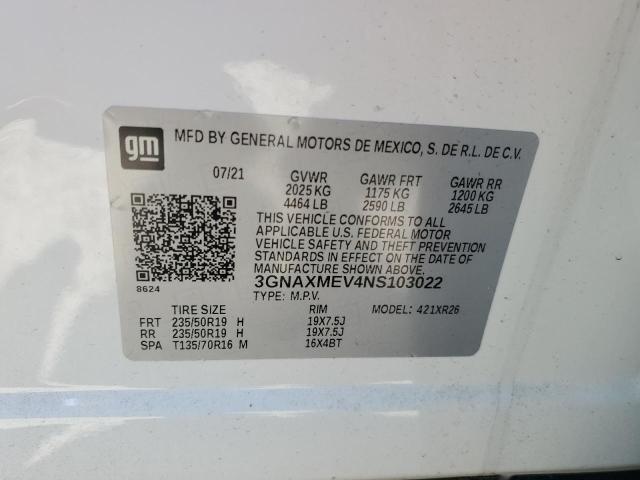 gm MFD BY GENERAL MOTORS DE MEXICO, S. DE R.L. DE C.V.
07/21 GVWR GAWR FRT GAWR RR
2025 KG 1175 KG 1200 KG
4464 LB 2590 LB 2645 LB
THIS VEHICLE CONFORMS TO ALL
APPLICABLE U.S. FEDERAL MOTOR
VEHICLE SAFETY AND THEFT PREVENTION
STANDARDS IN EFFECT ON THE DATE OF
MANUFACTURE SHOWN ABOVE.
8624 3GNAXMEV4NS103022
TYPE: M.P.V.
TIRE SIZE RIM MODEL: 421XR26
FRT 235/50R19 H 19X7.5J
RR 235/50R19 H 19X7.5J
SPA T135/70R16 M 16X4BT